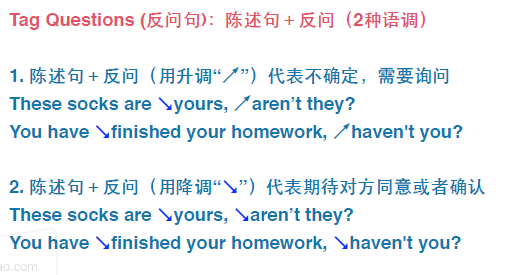 Tag Questions (反问句)：陈述句＋反问（2种语调）
1. 陈述句＋反问（用升调“↗”）代表不确定，需要询问
These socks are ↘yours, ↗aren’t they?
You have ↘finished your homework, ↗haven't you?
2. 陈述句＋反问（用降调“↘”）代表期待对方同意或者确认
These socks are ↘yours, ↘aren’t they?
You have ↘finished your homework, ↘haven't you?
ao.com